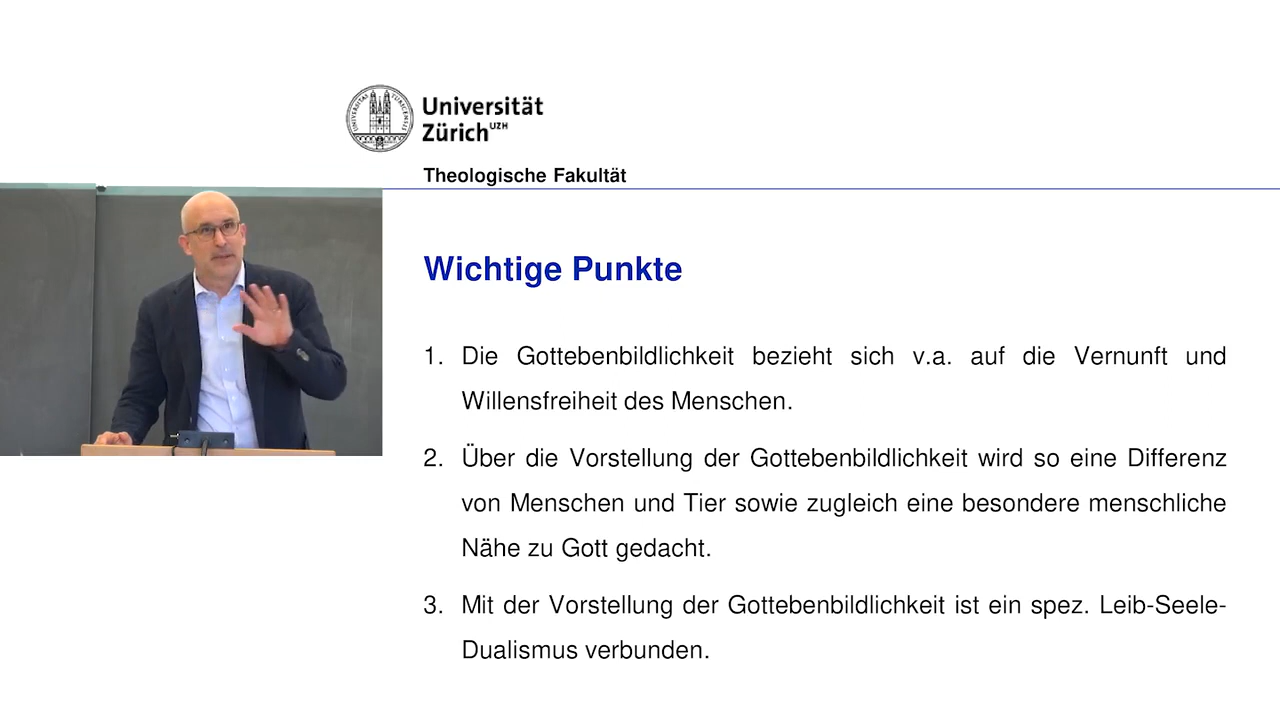 Universität
Zürich UZH
Theologische Fakultät
Wichtige Punkte
1. Die Gottebenbildlichkeit bezieht sich v.a. auf die Vernunft und
Willensfreiheit des Menschen.
2. Über die Vorstellung der Gottebenbildlichkeit wird so eine Differenz
von Menschen und Tier sowie zugleich eine besondere menschliche
Nähe zu Gott gedacht.
3. Mit der Vorstellung der Gottebenbildlichkeit ist ein spez. Leib-Seele-
Dualismus verbunden.